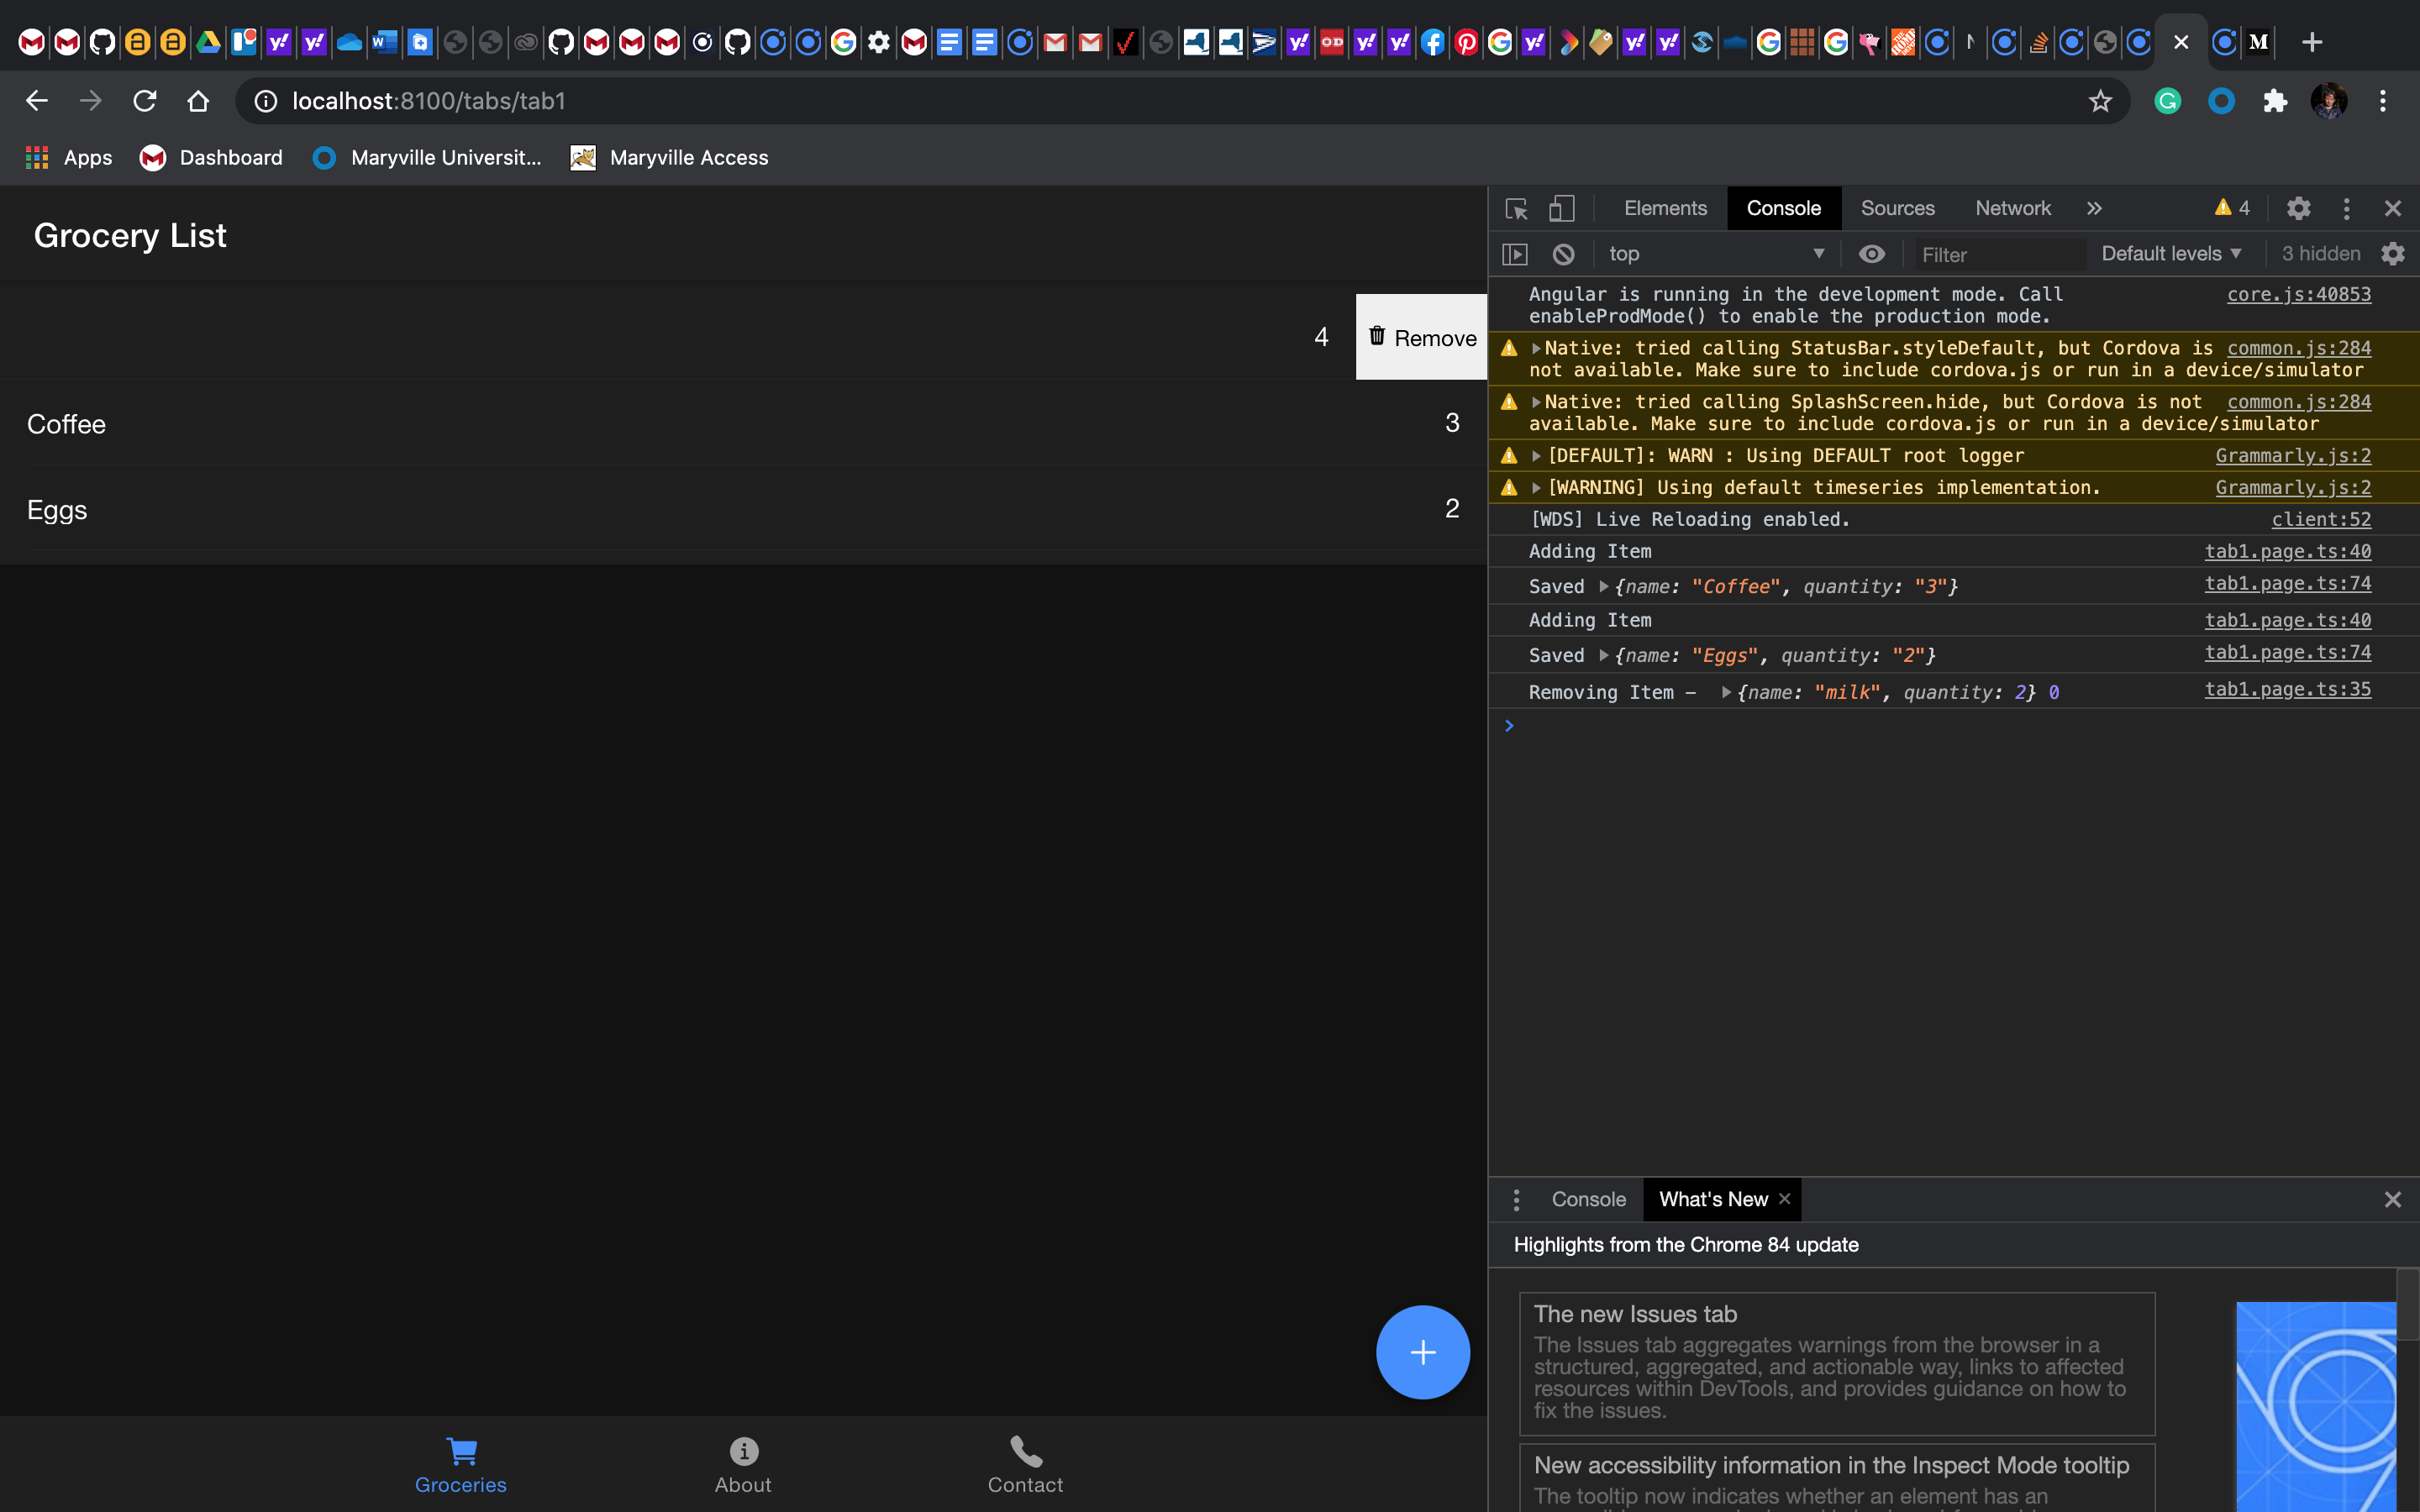 localhost:8100/tabs/tab1
Apps
Dashboard
Maryville Universit...
Maryville Access
Grocery List
4
Remove
Coffee
3
Eggs
2
Groceries
About
Contact
Elements
Console
Sources
Network
4
top
Filter
Default levels
3 hidden
Angular is running in the development mode. Call core.js:40853
enableProdMode() to enable the production mode.
Native: tried calling StatusBar.styleDefault, but Cordova is common.js:284
not available. Make sure to include cordova.js or run in a device/simulator
Native: tried calling SplashScreen.hide, but Cordova is not common.js:284
available. Make sure to include cordova.js or run in a device/simulator
[DEFAULT]: WARN : Using DEFAULT root logger Grammarly.js:2
[WARNING] Using default timeseries implementation. Grammarly.js:2
[WDS] Live Reloading enabled. client:52
Adding Item tab1.page.ts:40
Saved {name: "Coffee", quantity: "3"} tab1.page.ts:74
Adding Item tab1.page.ts:40
Saved {name: "Eggs", quantity: "2"} tab1.page.ts:74
Removing Item - {name: "milk", quantity: 2} 0 tab1.page.ts:35
Console
What's New
Highlights from the Chrome 84 update
The new Issues tab
The Issues tab aggregates warnings from the browser in a
structured, aggregated, and actionable way, links to affected
resources within DevTools, and provides guidance on how to
fix the issues.
New accessibility information in the Inspect Mode tooltip
The tooltip now indicates whether an element has an